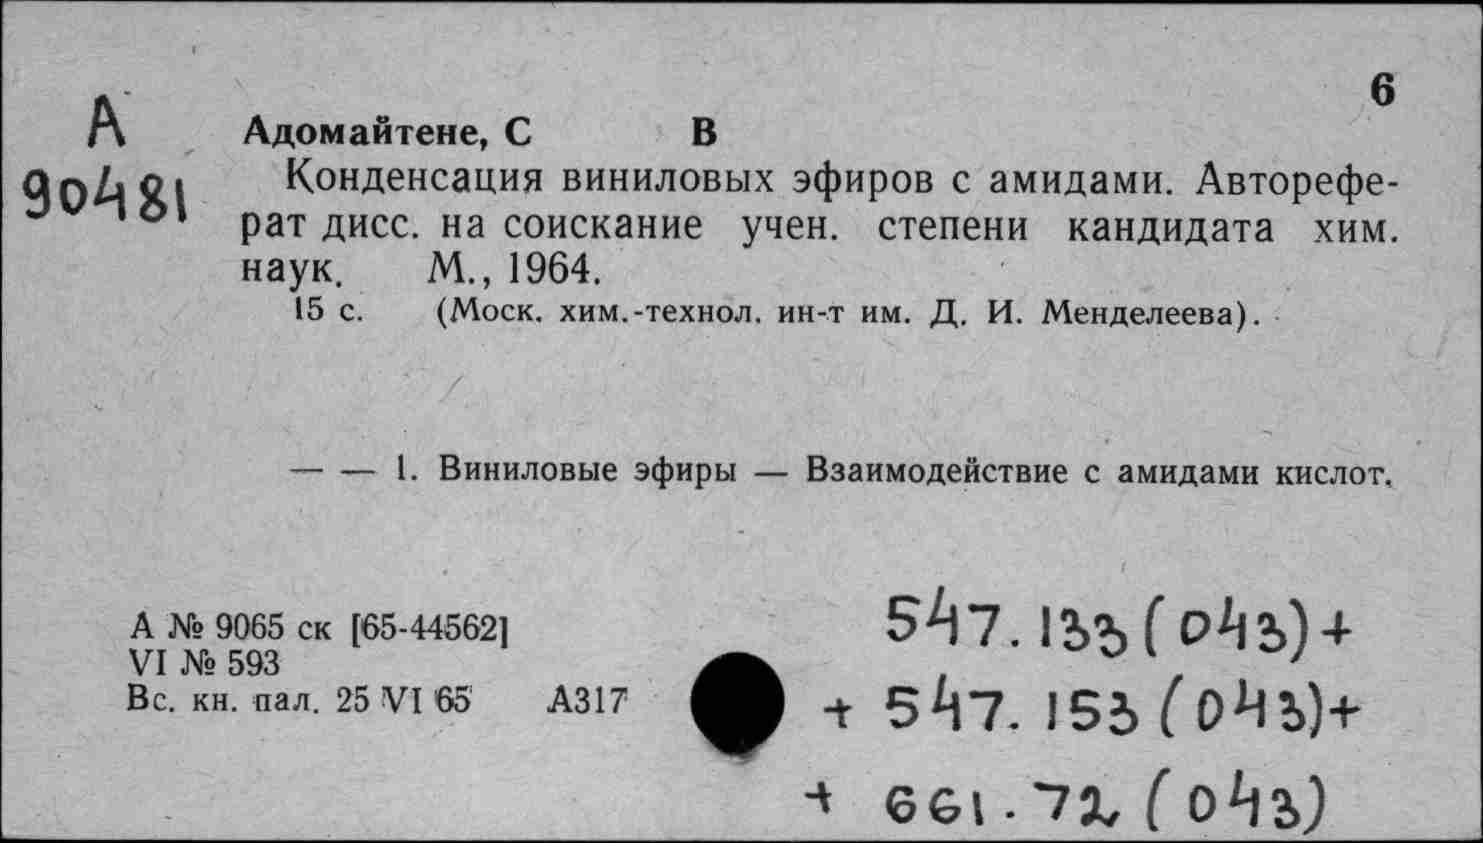 6
А
90481
Адомайтене, С В
Конденсация виниловых эфиров с амидами. Авторефе-
рат дисс. на соискание учен. степени кандидата хим.
наук. М., 1964.
15 с. (Моск. хим.-технол. ин-т им. Д. И. Менделеева).
— — 1. Виниловые эфиры — Взаимодействие с амидами кислот.
А № 9065 ск [65-44562]
VI № 593
Вс. кн. пал. 25 VI 65 А317
547.133(043)+
+ 547.153(043)+
+ 661.72(043)